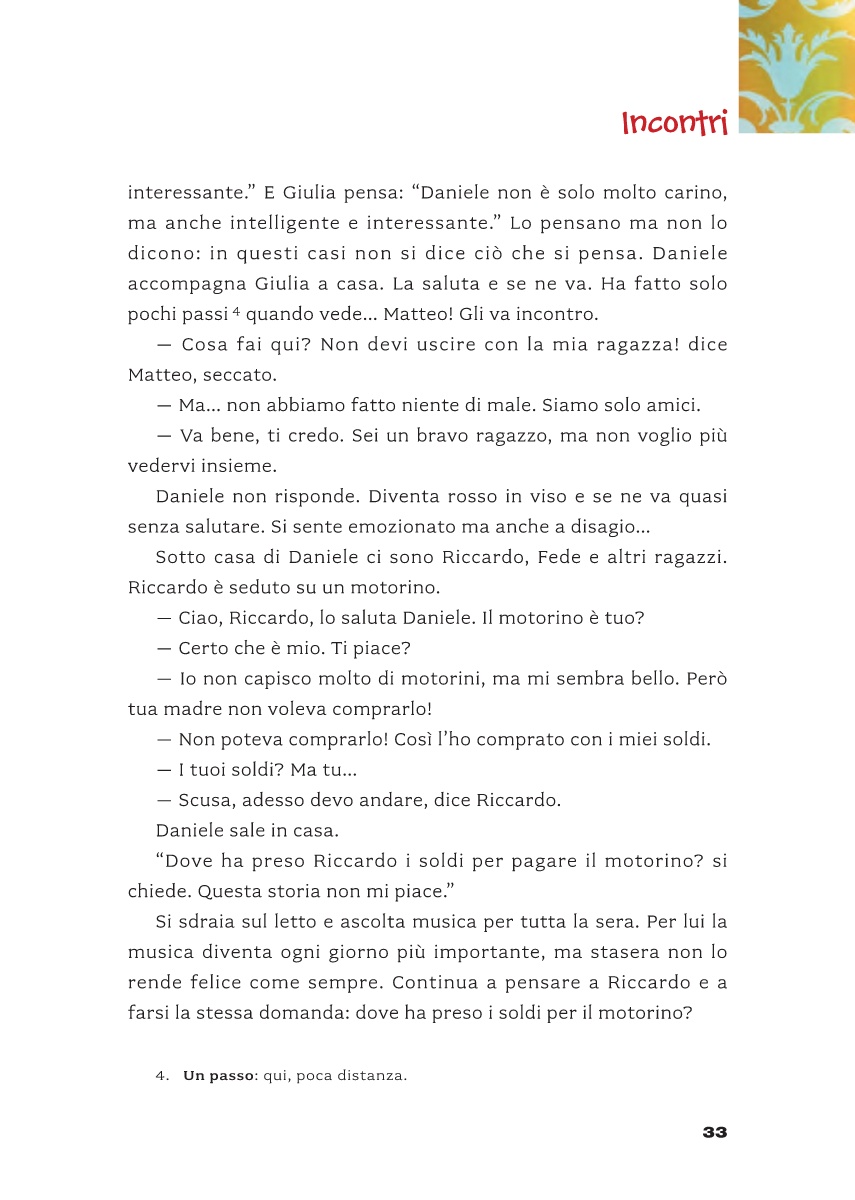 Incontri
interessante.” E Giulia pensa: “Daniele non è solo molto carino,
ma anche intelligente e interessante.” Lo pensano ma non lo
dicono: in questi casi non si dice ciò che si pensa. Daniele
accompagna Giulia a casa. La saluta e se ne va. Ha fatto solo
pochi passi 4 quando vede... Matteo! Gli va incontro.
— Cosa fai qui? Non devi uscire con la mia ragazza! dice
Matteo, seccato.
— Ma... non abbiamo fatto niente di male. Siamo solo amici.
— Va bene, ti credo. Sei un bravo ragazzo, ma non voglio più
vedervi insieme.
Daniele non risponde. Diventa rosso in viso e se ne va quasi
senza salutare. Si sente emozionato ma anche a disagio...
Sotto casa di Daniele ci sono Riccardo, Fede e altri ragazzi.
Riccardo è seduto su un motorino.
— Ciao, Riccardo, lo saluta Daniele. Il motorino è tuo?
— Certo che è mio. Ti piace?
— Io non capisco molto di motorini, ma mi sembra bello. Però
tua madre non voleva comprarlo!
— Non poteva comprarlo! Così l’ho comprato con i miei soldi.
— I tuoi soldi? Ma tu...
— Scusa, adesso devo andare, dice Riccardo.
Daniele sale in casa.
“Dove ha preso Riccardo i soldi per pagare il motorino? si
chiede. Questa storia non mi piace.”
Si sdraia sul letto e ascolta musica per tutta la sera. Per lui la
musica diventa ogni giorno più importante, ma stasera non lo
rende felice come sempre. Continua a pensare a Riccardo e a
farsi la stessa domanda: dove ha preso i soldi per il motorino?
4. Un passo: qui, poca distanza.
33